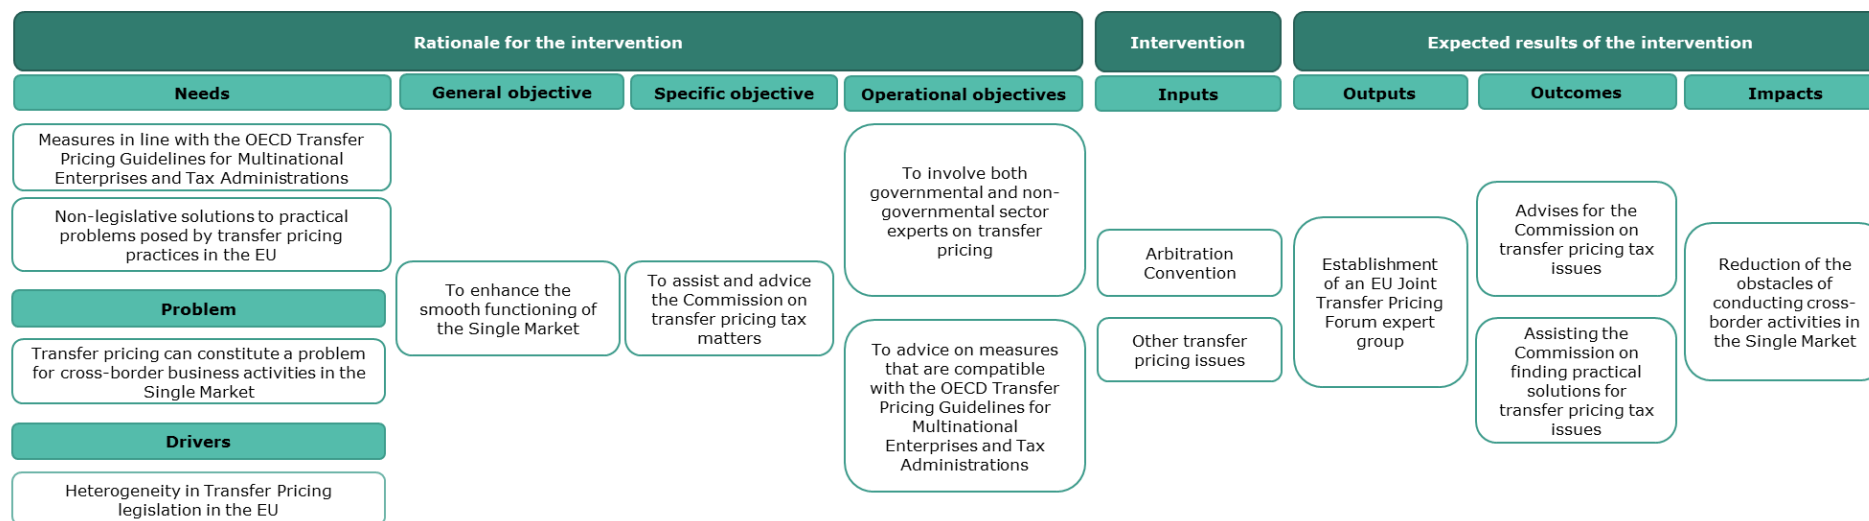 Rationale for the intervention
Intervention
Expected results of the intervention
Needs
General objective
Specific objective
Operational objectives
Inputs
Outputs
Outcomes
Impacts
Measures in line with the OECD Transfer
Pricing Guidelines for Multinational
Enterprises and Tax Administrations
Non-legislative solutions to practical
problems posed by transfer pricing
practices in the EU
Problem
Transfer pricing can constitute a problem
for cross-border business activities in the
Single Market
Drivers
Heterogeneity in Transfer Pricing
legislation in the EU
To enhance the
smooth functioning of
the Single Market
To assist and advice
the Commission on
transfer pricing tax
matters
To involve both
governmental and non-
governmental sector
experts on transfer
pricing
To advice on measures
that are compatible
with the OECD Transfer
Pricing Guidelines for
Multinational
Enterprises and Tax
Administrations
Arbitration
Convention
Other transfer
pricing issues
Establishment
of an EU Joint
Transfer Pricing
Forum expert
group
Advises for the
Commission on
transfer pricing tax
issues
Assisting the
Commission on
finding practical
solutions for
transfer pricing tax
issues
Reduction of the
obstacles of
conducting cross-
border activities in
the Single Market